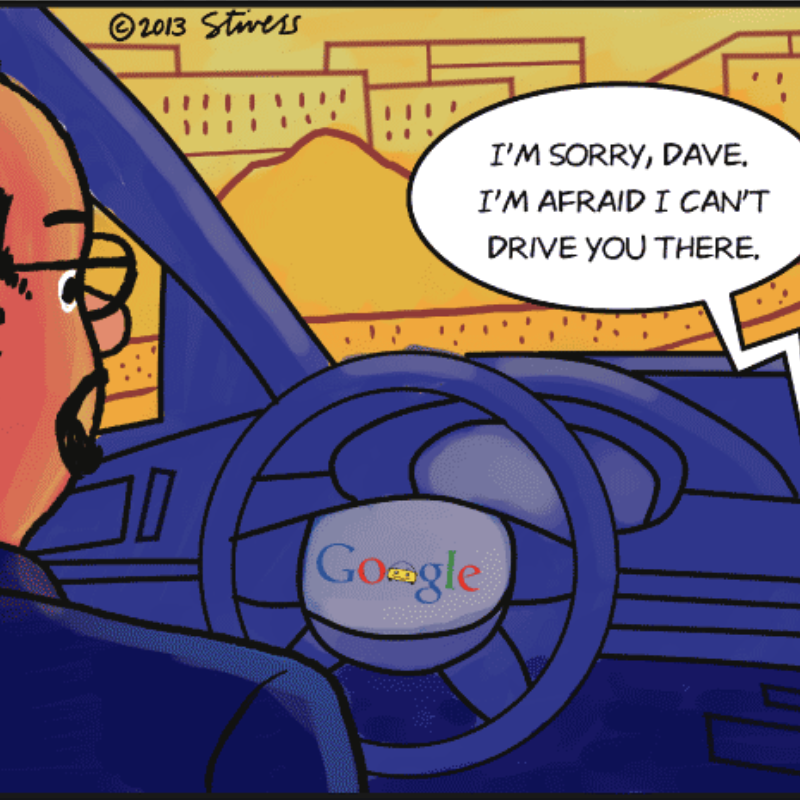 ©2013 Stivers
I'M SORRY, DAVE.
I'M AFRAID I CAN'T
DRIVE YOU THERE.
Google